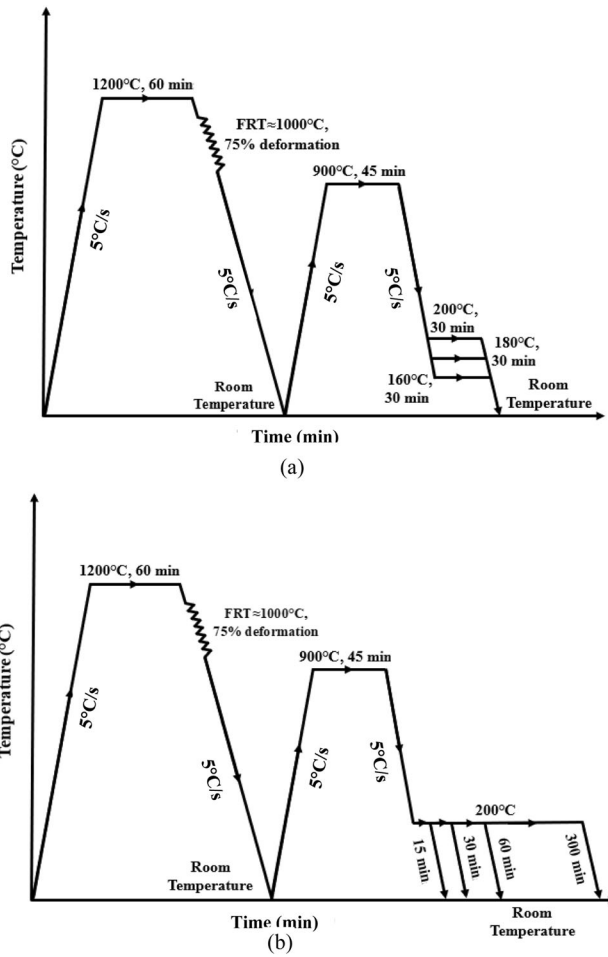 1200°C, 60 min
FRT≈1000°C,
75% deformation
900°C, 45 min
5°C/s
5°C/s
5°C/s
5°C/s
200°C,
30 min
180°C,
30 min
160°C,
30 min
Room
Temperature
Room
Temperature
Temperature (°C)
Time (min)
(a)
1200°C, 60 min
FRT≈1000°C,
75% deformation
900°C, 45 min
5°C/s
5°C/s
5°C/s
5°C/s
200°C
15 min
30 min
60 min
300 min
Room
Temperature
Room
Temperature
Temperature (°C)
Time (min)
(b)